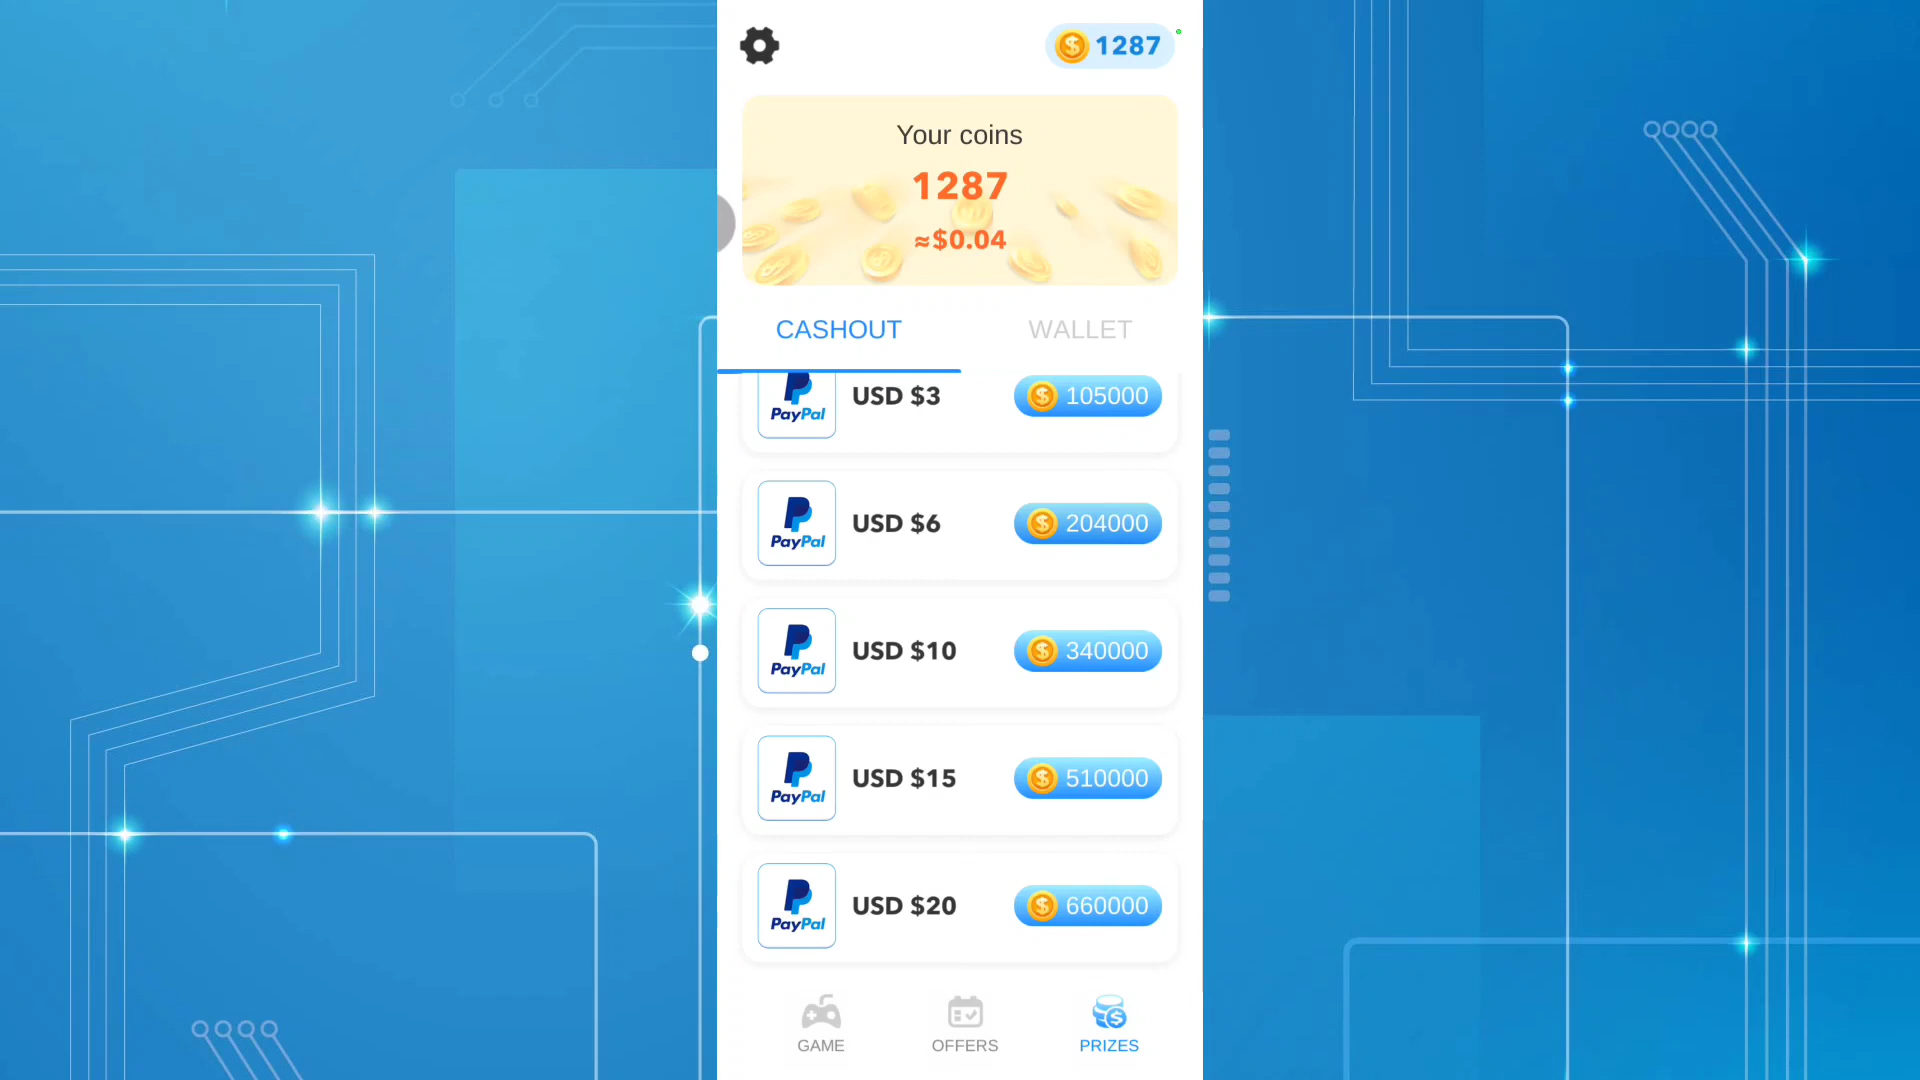 1287
Your coins
1287
≈$0.04
CASHOUT WALLET
PayPal USD $3 105000
PayPal USD $6 204000
PayPal USD $10 340000
PayPal USD $15 510000
PayPal USD $20 660000
GAME OFFERS PRIZES